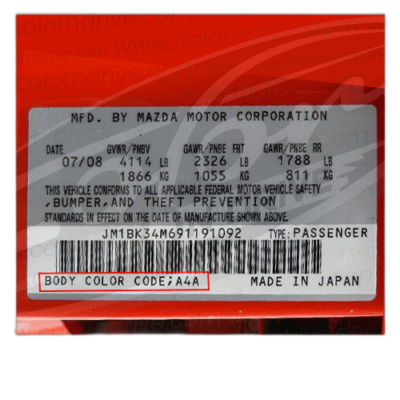 MFD. BY MAZDA MOTOR CORPORATION
GVWR/PNBV GAWR/PNBE FRT GAWR/PNBE RR
07/08 4114 LB 2326 LB 1788 LB
1866 KG 1055 KG 811 KG
THIS VEHICLE CONFORMS TO ALL APPLICABLE FEDERAL MOTOR VEHICLE SAFETY
,BUMPER,AND THEFT PREVENTION
STANDARDS IN EFFECT ON THE DATE OF MANUFACTURE SHOWN ABOVE.
JM1BK34M691191092 TYPE:PASSENGER
BODY COLOR CODE;A4A MADE IN JAPAN